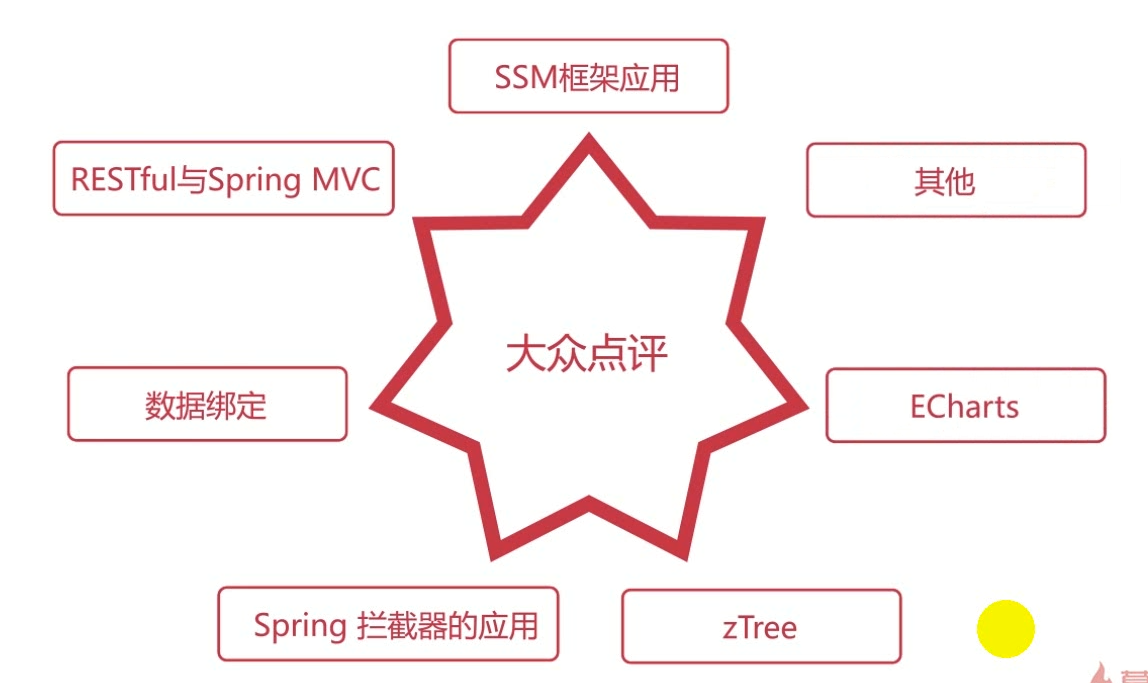 SSM框架应用
RESTful与Spring MVC
其他
大众点评
数据绑定
ECharts
Spring 拦截器的应用
zTree